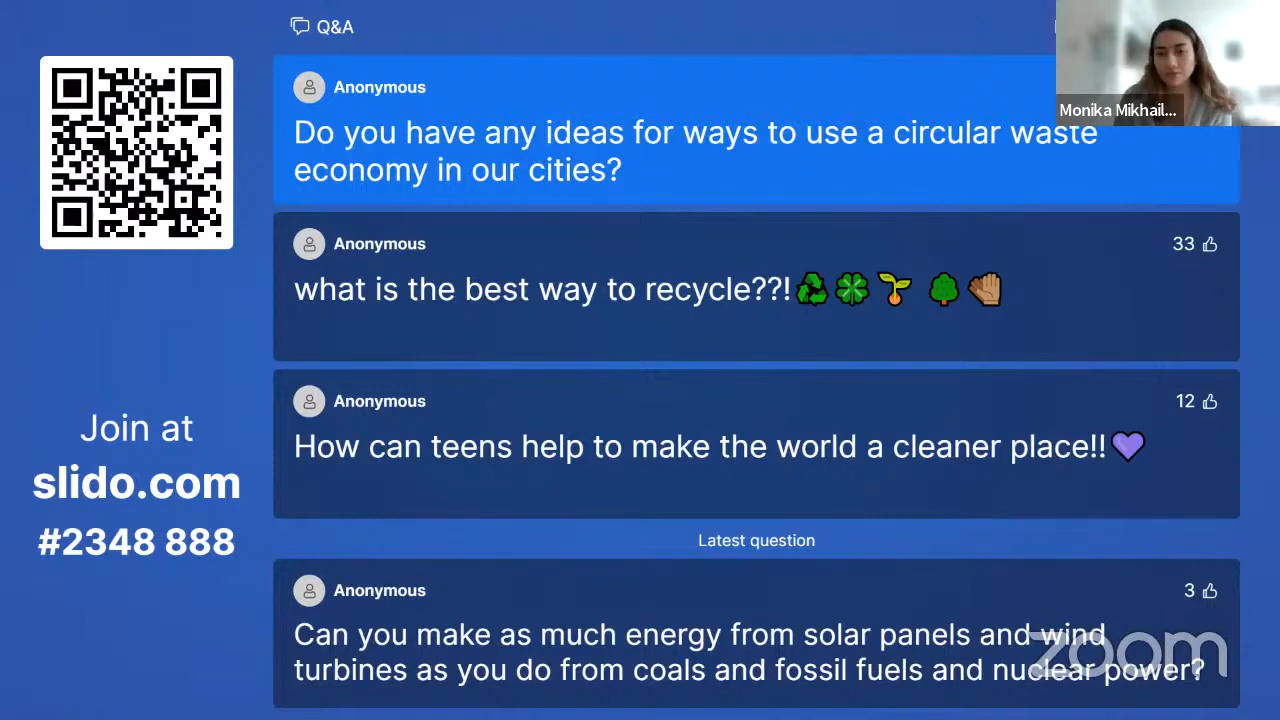 Q&A
Monika Mikhail...
Anonymous
Do you have any ideas for ways to use a circular waste
economy in our cities?
Anonymous
33
what is the best way to recycle??!♻️🍀🌱 🌳👏🏽
Anonymous
12
How can teens help to make the world a cleaner place!!💜
Join at
slido.com
#2348 888
Latest question
Anonymous
3
Can you make as much energy from solar panels and wind
turbines as you do from coals and fossil fuels and nuclear power?
zoom